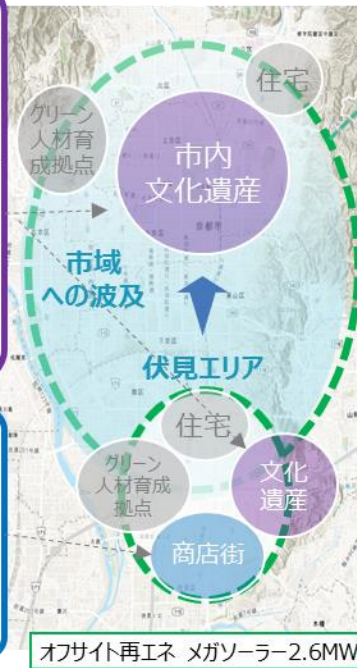 住宅
グリーン
人材育
成拠点
市内
文化遺産
市域
への波及
伏見エリア
住宅
グリーン
人材育成
拠点
文化
遺産
商店街
オフサイト再エネ メガソーラー2.6MW